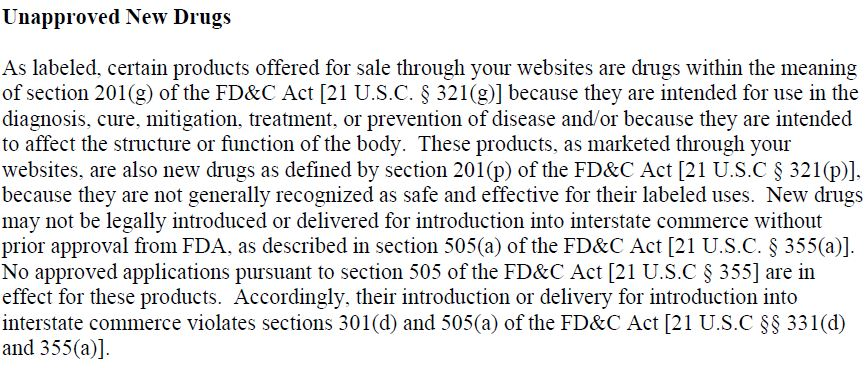 Unapproved New Drugs
As labeled, certain products offered for sale through your websites are drugs within the meaning
of section 201(g) of the FD&C Act [21 U.S.C. § 321(g)] because they are intended for use in the
diagnosis, cure, mitigation, treatment, or prevention of disease and/or because they are intended
to affect the structure or function of the body.  These products, as marketed through your
websites, are also new drugs as defined by section 201(p) of the FD&C Act [21 U.S.C § 321(p)],
because they are not generally recognized as safe and effective for their labeled uses.  New drugs
may not be legally introduced or delivered for introduction into interstate commerce without
prior approval from FDA, as described in section 505(a) of the FD&C Act [21 U.S.C. § 355(a)].
No approved applications pursuant to section 505 of the FD&C Act [21 U.S.C § 355] are in
effect for these products.  Accordingly, their introduction or delivery for introduction into
interstate commerce violates sections 301(d) and 505(a) of the FD&C Act [21 U.S.C §§ 331(d)
and 355(a)].